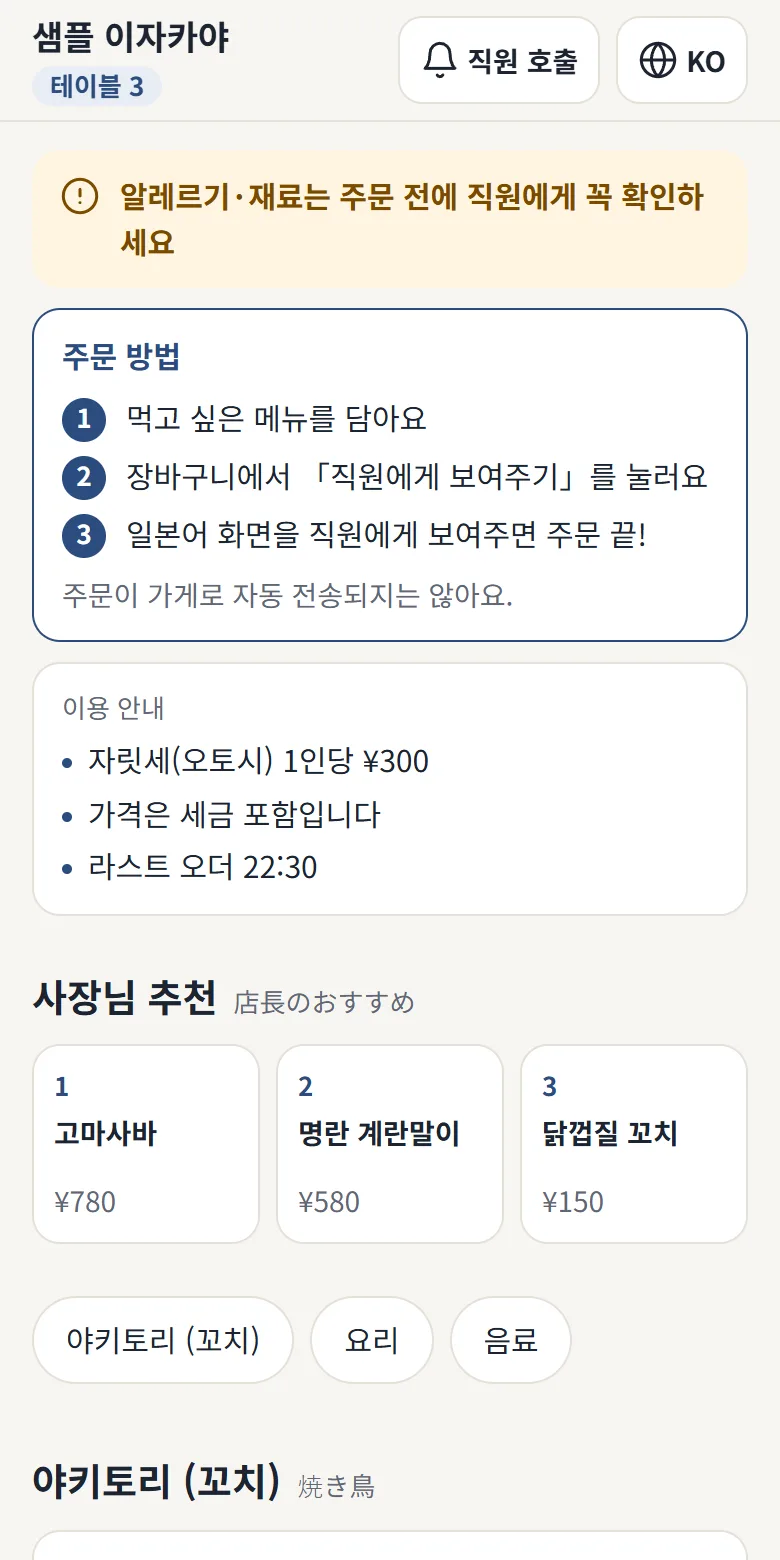 샘플 이자카야
테이블 3
직원 호출
KO
알레르기·재료는 주문 전에 직원에게 꼭 확인하
세요
주문 방법
1 먹고 싶은 메뉴를 담아요
2 장바구니에서 「직원에게 보여주기」를 눌러요
3 일본어 화면을 직원에게 보여주면 주문 끝!
주문이 가게로 자동 전송되지는 않아요.
이용 안내
• 자릿세(오토시) 1인당 ¥300
• 가격은 세금 포함입니다
• 라스트 오더 22:30
사장님 추천 店長のおすすめ
1
고마사바
¥780
2
명란 계란말이
¥580
3
닭껍질 꼬치
¥150
야키토리 (꼬치)
요리
음료
야키토리 (꼬치) 焼き鳥